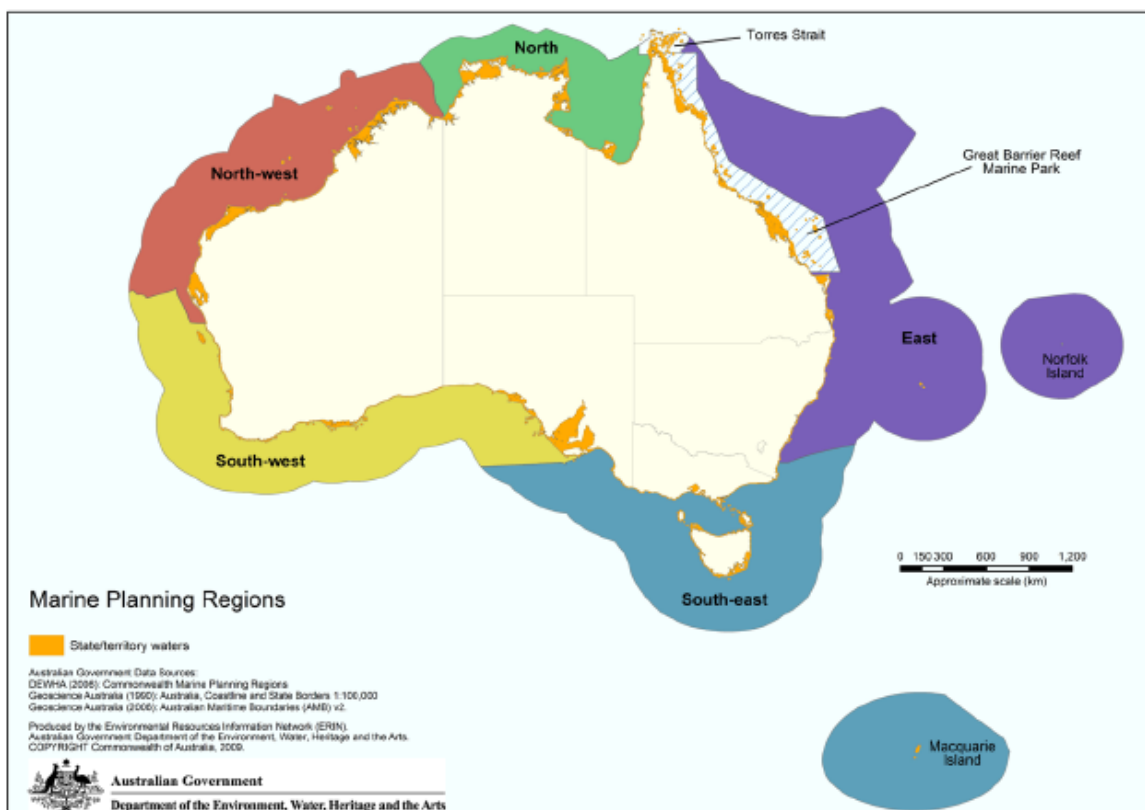 North
Torres Strait
Great Barrier Reef
Marine Park
North-west
East
Norfolk
Island
South-west
0 150 300 600 900 1,200
Approximate scale (km)
South-east
Marine Planning Regions
State/territory waters
Australian Government Data Sources:
DEWHA (2006): Commonwealth Marine Planning Regions
Geoscience Australia (1990): Australia, Coastline and State Borders 1:100,000
Geoscience Australia (2006): Australian Maritime Boundaries (AMB) v2.
Produced by the Environmental Resources Information Network (ERIN).
Australian Government Department of the Environment, Water, Heritage and the Arts.
COPYRIGHT Commonwealth of Australia, 2009.
Macquarie
Island
Australian Government
Department of the Environment, Water, Heritage and the Arts